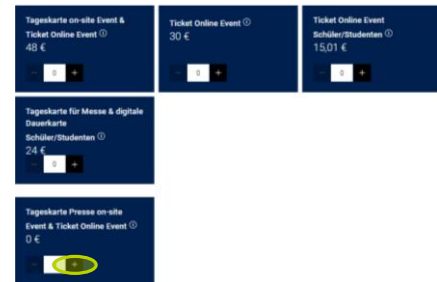 Tageskarte on-site Event &
Ticket Online Event ⓘ
48 €
- 0 +
Ticket Online Event ⓘ
30 €
- 0 +
Ticket Online Event
Schüler/Studenten ⓘ
15,01 €
- 0 +
Tageskarte für Messe & digitale
Dauerkarte
Schüler/Studenten ⓘ
24 €
- 0 +
Tageskarte Presse on-site
Event & Ticket Online Event ⓘ
0 €
- +